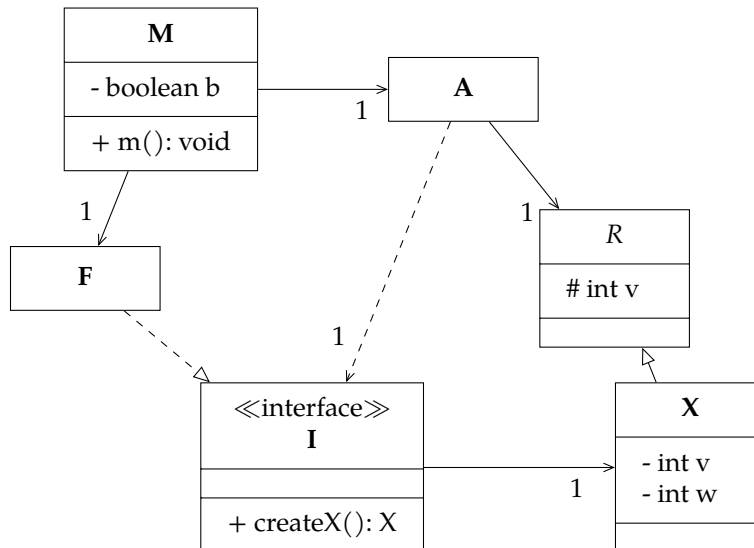 M
- boolean b
+ m(): void
1
A
1
F
1
R
# int v
1
≪interface≫
I
+ createX(): X
1
X
- int v
- int w